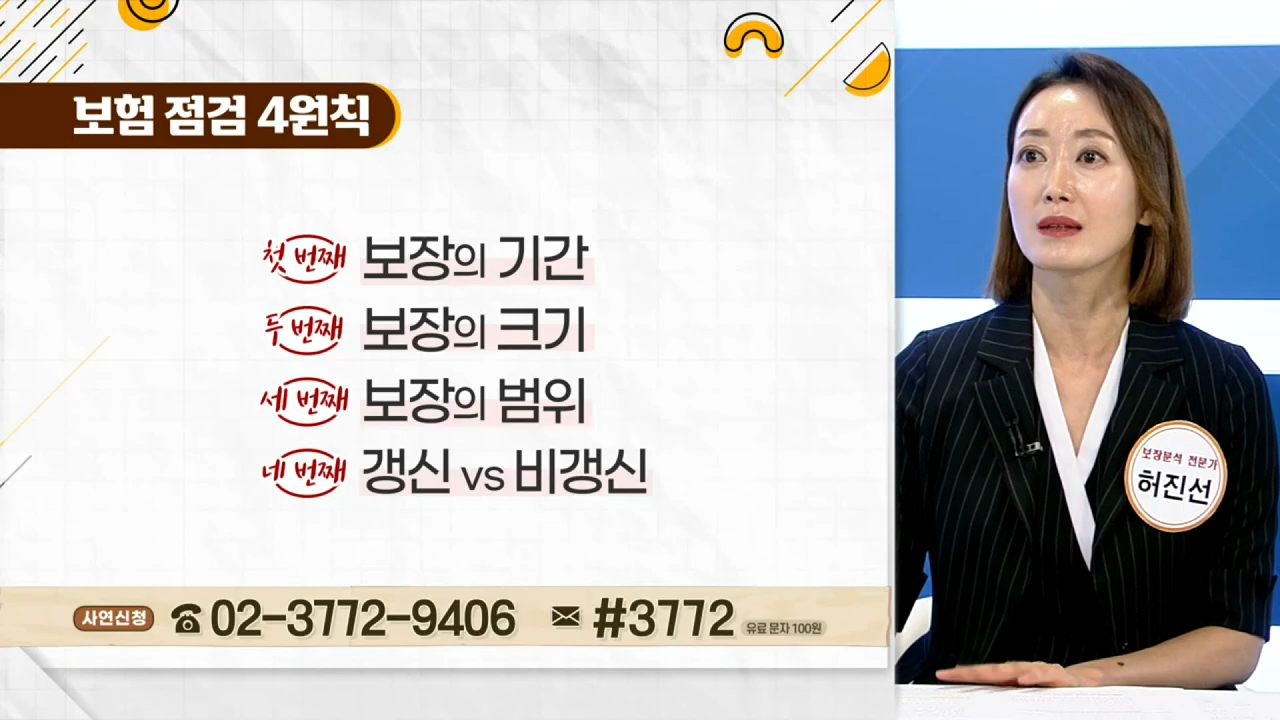 보험 점검 4원칙
첫 번째 보장의 기간
두 번째 보장의 크기
세 번째 보장의 범위
네 번째 갱신 vs 비갱신
보장분석 전문가
허진선
사연신청 02-3772-9406 #3772 유료 문자 100원